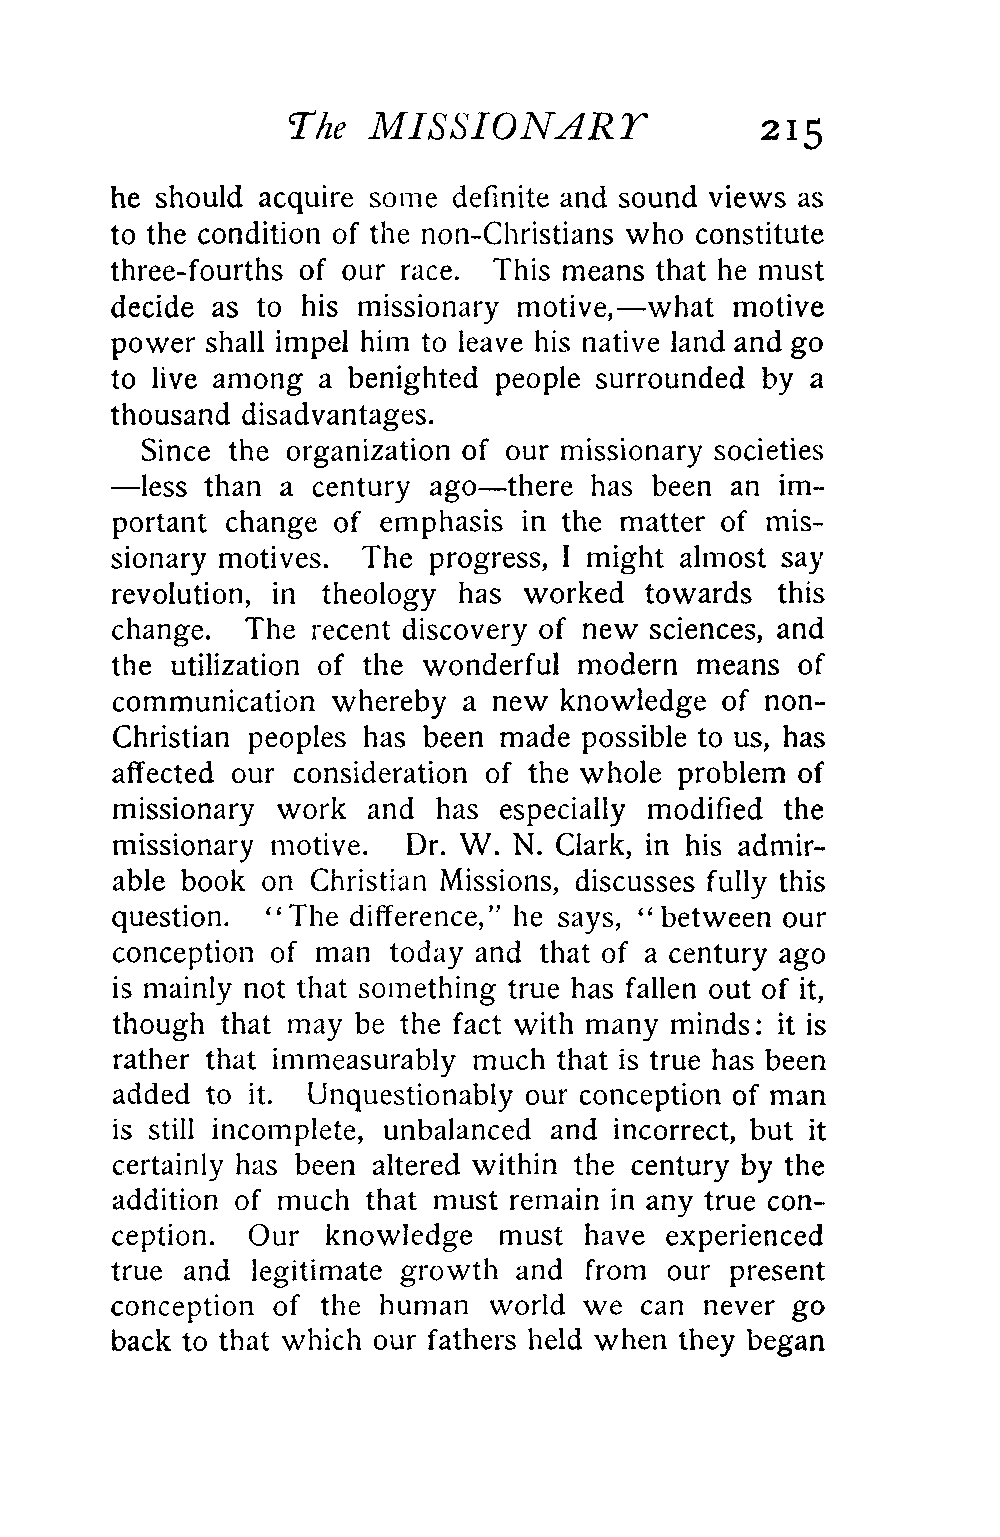 The MISSIONARY 215
he should acquire some definite and sound views as
to the condition of the non-Christians who constitute
three-fourths of our race. This means that he must
decide as to his missionary motive,—what motive
power shall impel him to leave his native land and go
to live among a benighted people surrounded by a
thousand disadvantages.
Since the organization of our missionary societies
—less than a century ago—there has been an im-
portant change of emphasis in the matter of mis-
sionary motives. The progress, I might almost say
revolution, in theology has worked towards this
change. The recent discovery of new sciences, and
the utilization of the wonderful modern means of
communication whereby a new knowledge of non-
Christian peoples has been made possible to us, has
affected our consideration of the whole problem of
missionary work and has especially modified the
missionary motive. Dr. W. N. Clark, in his admir-
able book on Christian Missions, discusses fully this
question. "The difference," he says, "between our
conception of man today and that of a century ago
is mainly not that something true has fallen out of it,
though that may be the fact with many minds: it is
rather that immeasurably much that is true has been
added to it. Unquestionably our conception of man
is still incomplete, unbalanced and incorrect, but it
certainly has been altered within the century by the
addition of much that must remain in any true con-
ception. Our knowledge must have experienced
true and legitimate growth and from our present
conception of the human world we can never go
back to that which our fathers held when they began